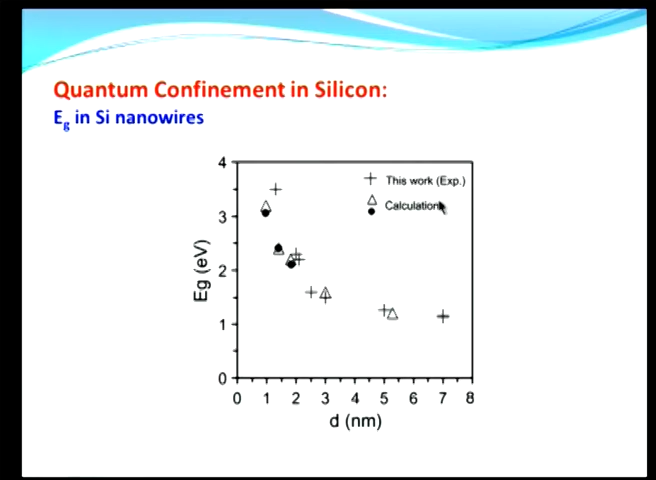 Quantum Confinement in Silicon:
Eg in Si nanowires
4
This work (Exp.)
Calculation
3
Eg (eV)
2
1
0
0 1 2 3 4 5 6 7 8
d (nm)